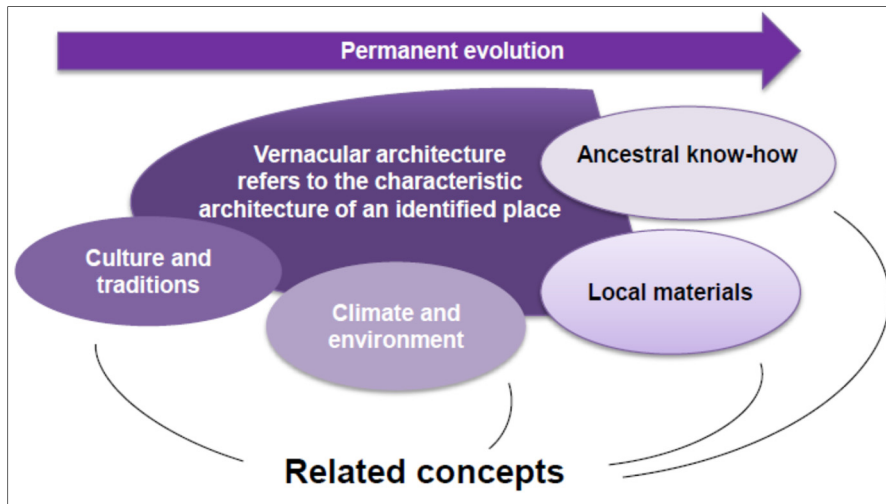 Permanent evolution
Vernacular architecture
refers to the characteristic
architecture of an identified place
Ancestral know-how
Culture and
traditions
Local materials
Climate and
environment
Related concepts